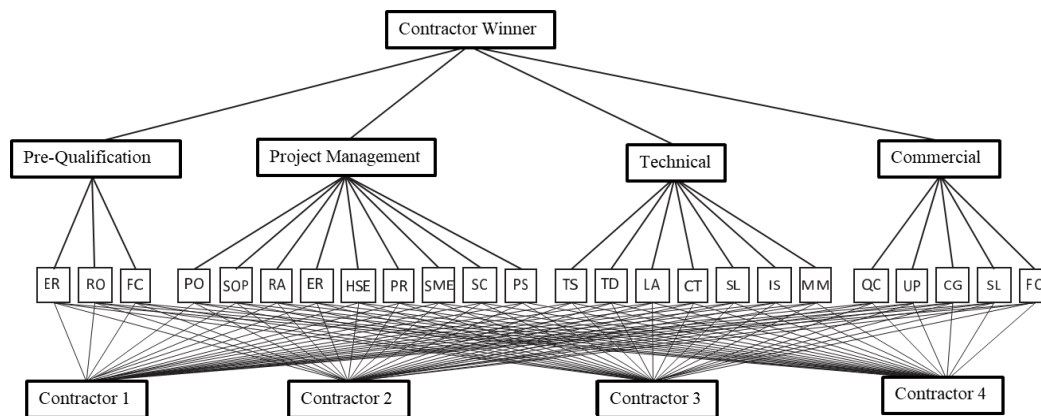 Contractor Winner
Pre-Qualification
Project Management
Technical
Commercial
ER
RO
FC
PO
SOP
RA
ER
HSE
PR
SME
SC
PS
TS
TD
LA
CT
SL
IS
MM
QC
UP
CG
SL
FC
Contractor 1
Contractor 2
Contractor 3
Contractor 4